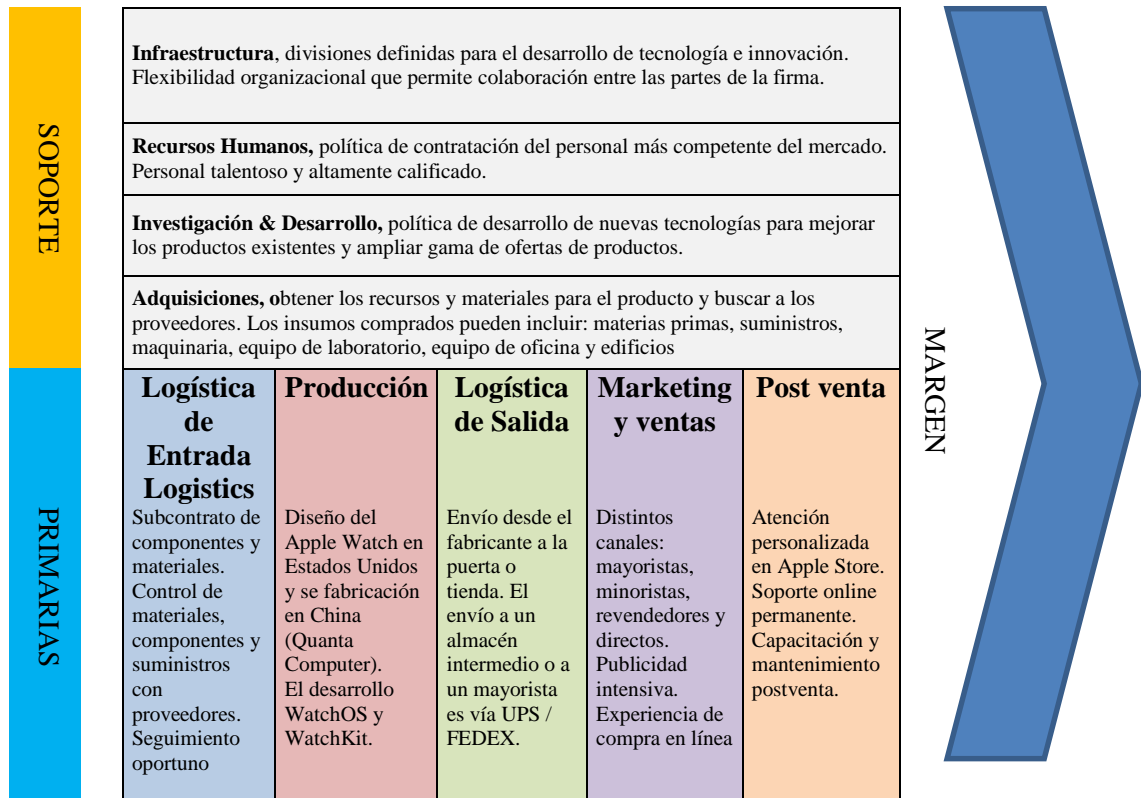 SOPORTE
Infraestructura, divisiones definidas para el desarrollo de tecnología e innovación.
Flexibilidad organizacional que permite colaboración entre las partes de la firma.
Recursos Humanos, política de contratación del personal más competente del mercado.
Personal talentoso y altamente calificado.
Investigación & Desarrollo, política de desarrollo de nuevas tecnologías para mejorar
los productos existentes y ampliar gama de ofertas de productos.
Adquisiciones, obtener los recursos y materiales para el producto y buscar a los
proveedores. Los insumos comprados pueden incluir: materias primas, suministros,
maquinaria, equipo de laboratorio, equipo de oficina y edificios
PRIMARIAS
Logística
de
Entrada
Logistics
Subcontrato de
componentes y
materiales.
Control de
materiales,
componentes y
suministros
con
proveedores.
Seguimiento
oportuno
Producción
Diseño del
Apple Watch en
Estados Unidos
y se fabricación
en China
(Quanta
Computer).
El desarrollo
WatchOS y
WatchKit.
Logística
de Salida
Envío desde el
fabricante a la
puerta o
tienda. El
envío a un
almacén
intermedio o a
un mayorista
es vía UPS /
FEDEX.
Marketing
y ventas
Distintos
canales:
mayoristas,
minoristas,
revendedores y
directos.
Publicidad
intensiva.
Experiencia de
compra en línea
Post venta
Atención
personalizada
en Apple Store.
Soporte online
permanente.
Capacitación y
mantenimiento
postventa.
MARGEN